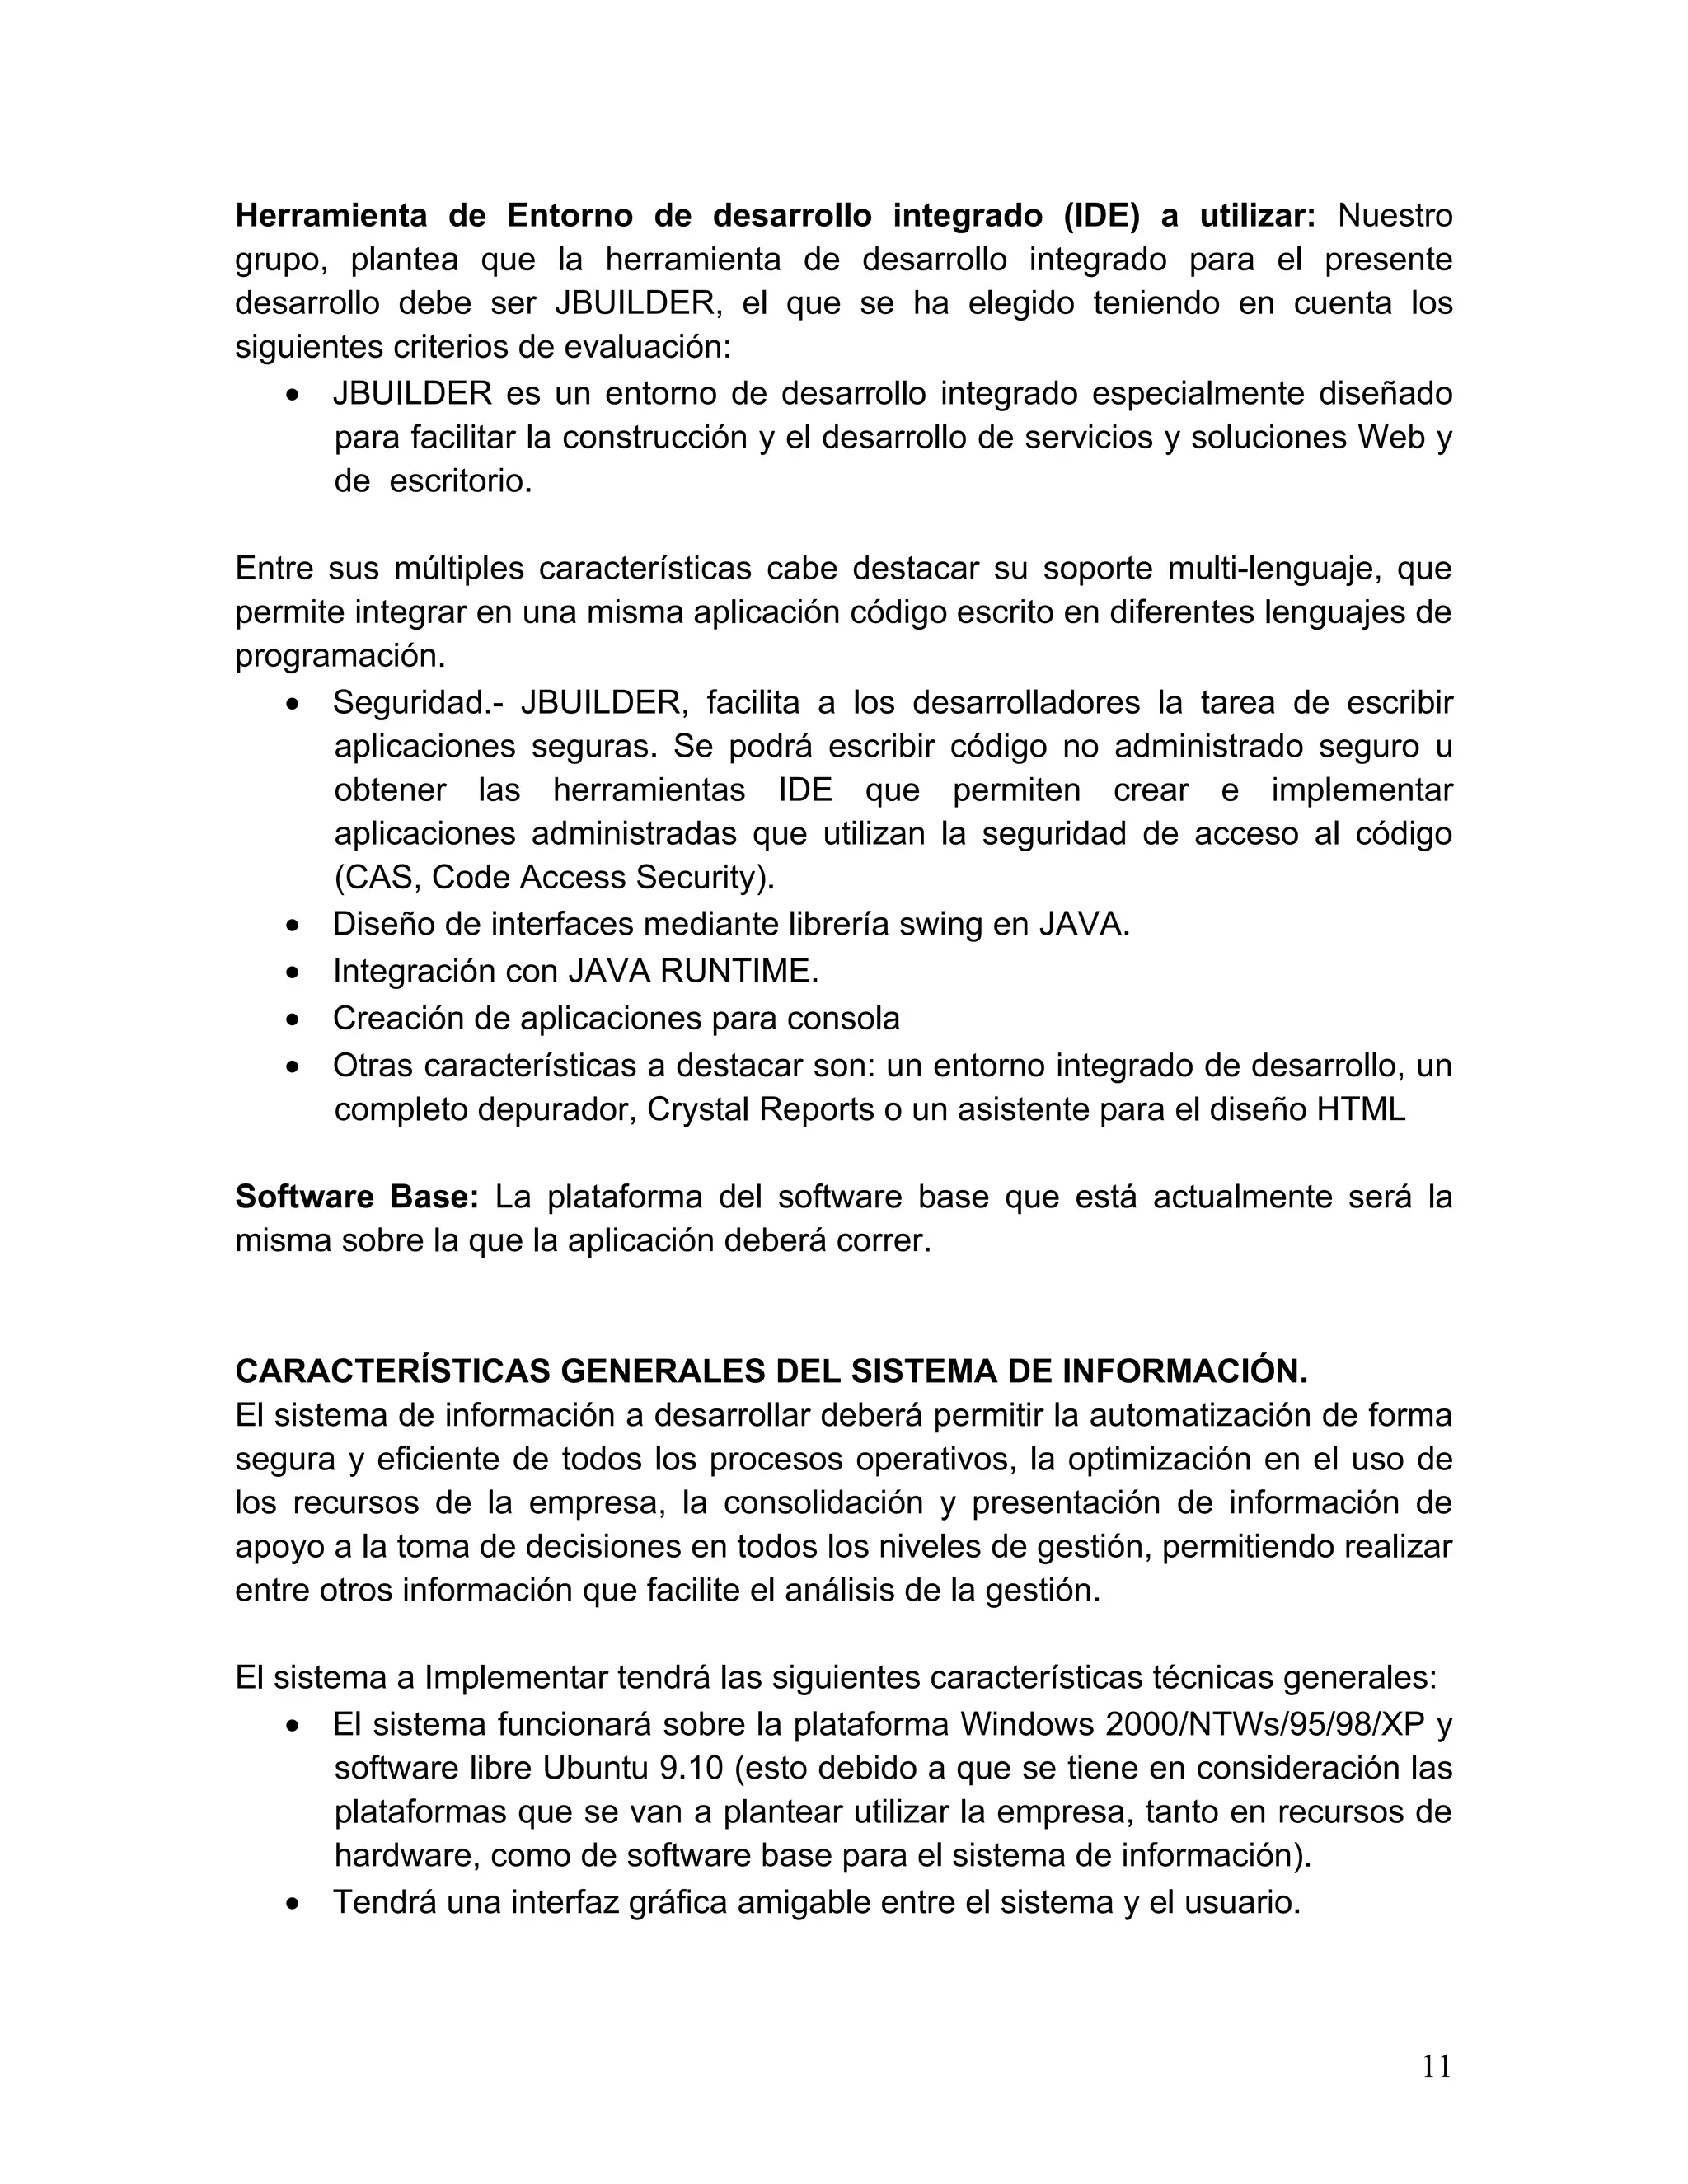 Herramienta de Entorno de desarrollo integrado (IDE) a utilizar: Nuestro
grupo, plantea que la herramienta de desarrollo integrado para el presente
desarrollo debe ser JBUILDER, el que se ha elegido teniendo en cuenta los
siguientes criterios de evaluación:
• JBUILDER es un entorno de desarrollo integrado especialmente diseñado
para facilitar la construcción y el desarrollo de servicios y soluciones Web y
de escritorio.
Entre sus múltiples características cabe destacar su soporte multi-lenguaje, que
permite integrar en una misma aplicación código escrito en diferentes lenguajes de
programación.
• Seguridad.- JBUILDER, facilita a los desarrolladores la tarea de escribir
aplicaciones seguras. Se podrá escribir código no administrado seguro u
obtener las herramientas IDE que permiten crear e implementar
aplicaciones administradas que utilizan la seguridad de acceso al código
(CAS, Code Access Security).
• Diseño de interfaces mediante librería swing en JAVA.
• Integración con JAVA RUNTIME.
• Creación de aplicaciones para consola
• Otras características a destacar son: un entorno integrado de desarrollo, un
completo depurador, Crystal Reports o un asistente para el diseño HTML
Software Base: La plataforma del software base que está actualmente será la
misma sobre la que la aplicación deberá correr.
CARACTERÍSTICAS GENERALES DEL SISTEMA DE INFORMACIÓN.
El sistema de información a desarrollar deberá permitir la automatización de forma
segura y eficiente de todos los procesos operativos, la optimización en el uso de
los recursos de la empresa, la consolidación y presentación de información de
apoyo a la toma de decisiones en todos los niveles de gestión, permitiendo realizar
entre otros información que facilite el análisis de la gestión.
El sistema a Implementar tendrá las siguientes características técnicas generales:
• El sistema funcionará sobre la plataforma Windows 2000/NTWs/95/98/XP y
software libre Ubuntu 9.10 (esto debido a que se tiene en consideración las
plataformas que se van a plantear utilizar la empresa, tanto en recursos de
hardware, como de software base para el sistema de información).
• Tendrá una interfaz gráfica amigable entre el sistema y el usuario.
11